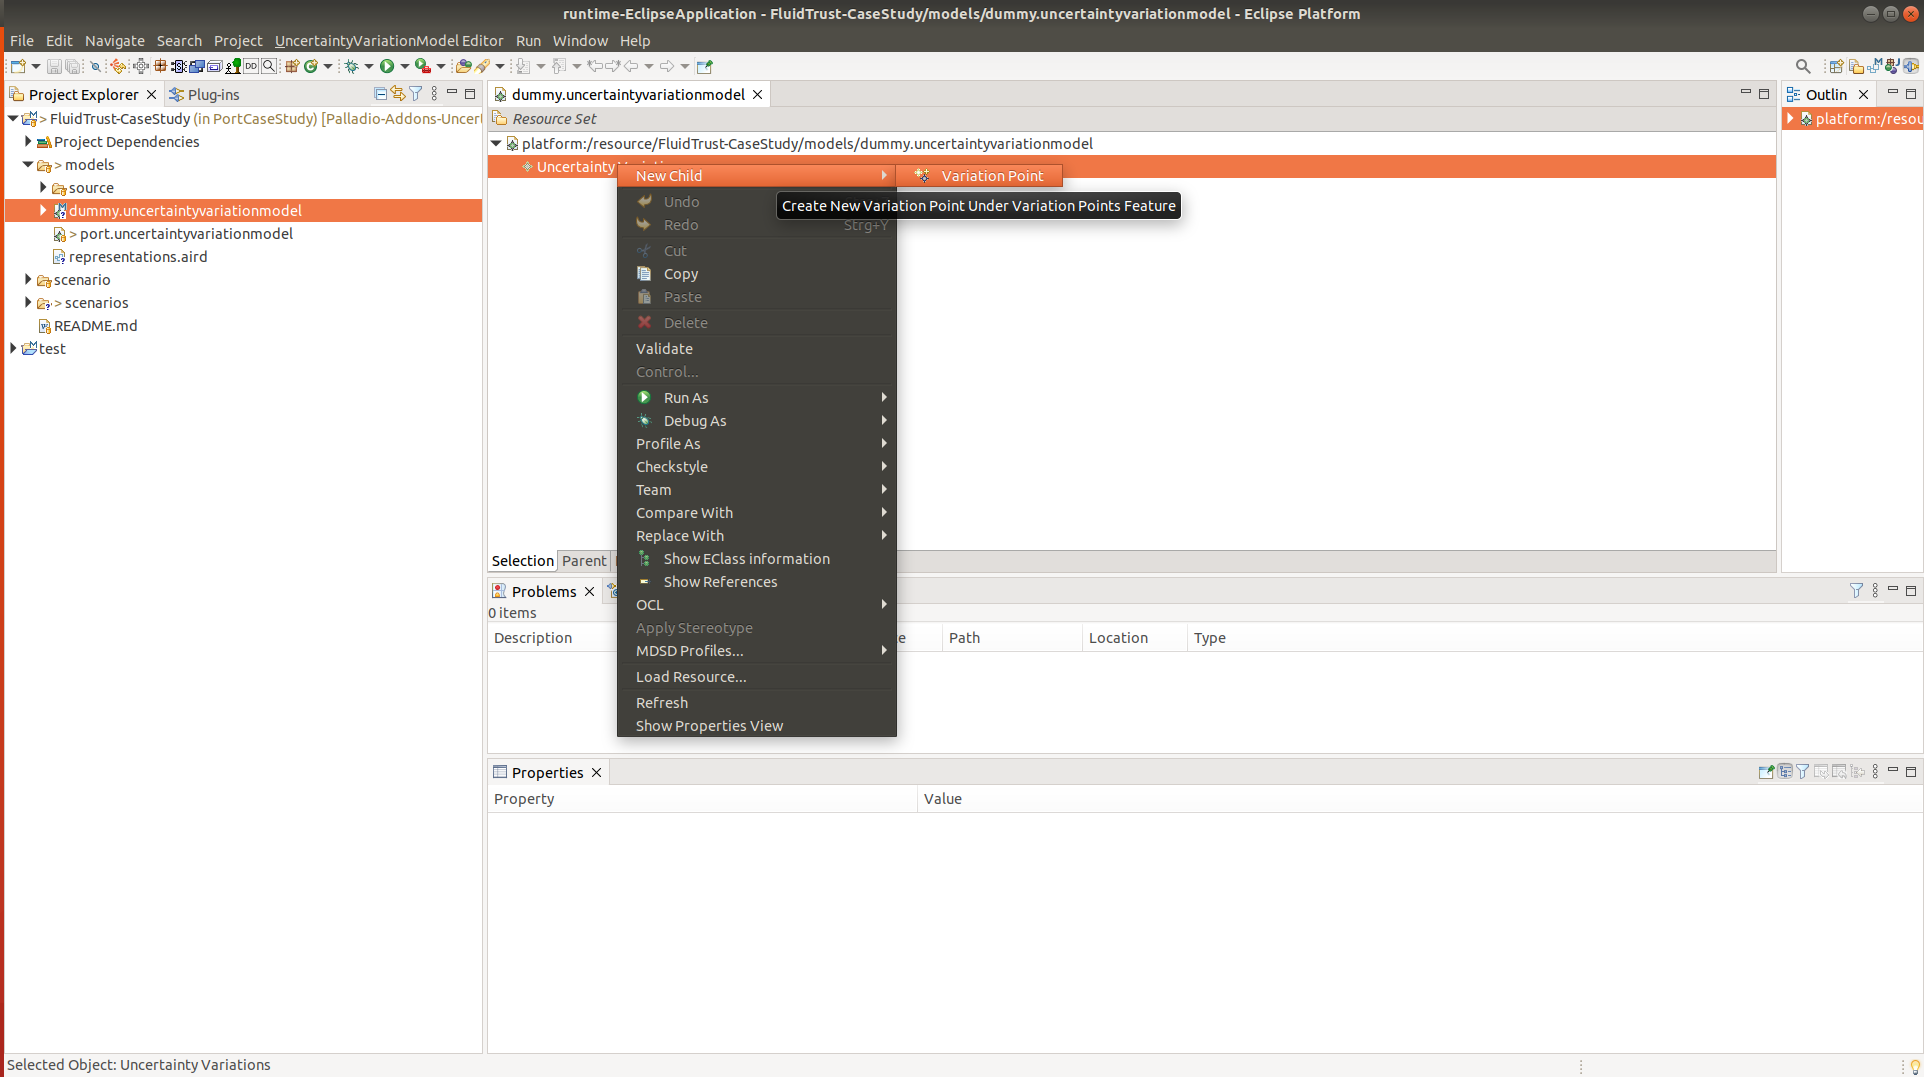 runtime-EclipseApplication - FluidTrust-CaseStudy/models/dummy.uncertaintyvariationmodel - Eclipse Platform
File Edit Navigate Search Project UncertaintyVariationModel Editor Run Window Help
Project Explorer
Plug-ins
> FluidTrust-CaseStudy (in PortCaseStudy) [Palladio-Addons-Uncert
Project Dependencies
> models
source
dummy.uncertaintyvariationmodel
> port.uncertaintyvariationmodel
representations.aird
scenario
> scenarios
README.md
test
dummy.uncertaintyvariationmodel
Resource Set
platform:/resource/FluidTrust-CaseStudy/models/dummy.uncertaintyvariationmodel
Uncertainty
New Child
Variation Point
Create New Variation Point Under Variation Points Feature
Undo
Redo Strg+Y
Cut
Copy
Paste
Delete
Validate
Control...
Run As
Debug As
Profile As
Checkstyle
Team
Compare With
Replace With
Show EClass information
Show References
OCL
Apply Stereotype
MDSD Profiles...
Load Resource...
Refresh
Show Properties View
Selection Parent
Outlin
platform:/resou
Problems
0 items
Description Path Location Type
Properties
Property Value
Selected Object: Uncertainty Variations